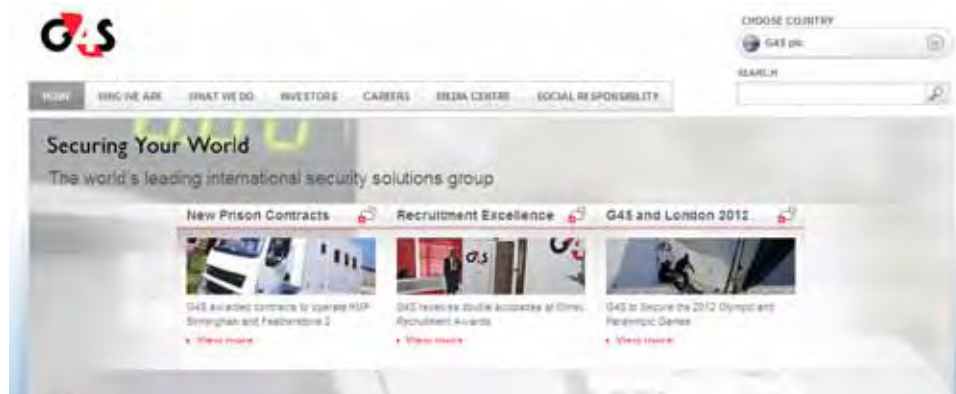 G4S
CHOOSE COUNTRY
G4S plc
SEARCH
HOME WHO WE ARE WHAT WE DO INVESTORS CAREERS MEDIA CENTRE SOCIAL RESPONSIBILITY
Securing Your World
The world's leading international security solutions group
New Prison Contracts Recruitment Excellence G4S and London 2012
G4S awarded contracts to operate HMP G4S receives double accolades at Onrec G4S to Secure the 2012 Olympic and
Birmingham and Featherstone 2 Recruitment Awards Paralympic Games
View more View more View more